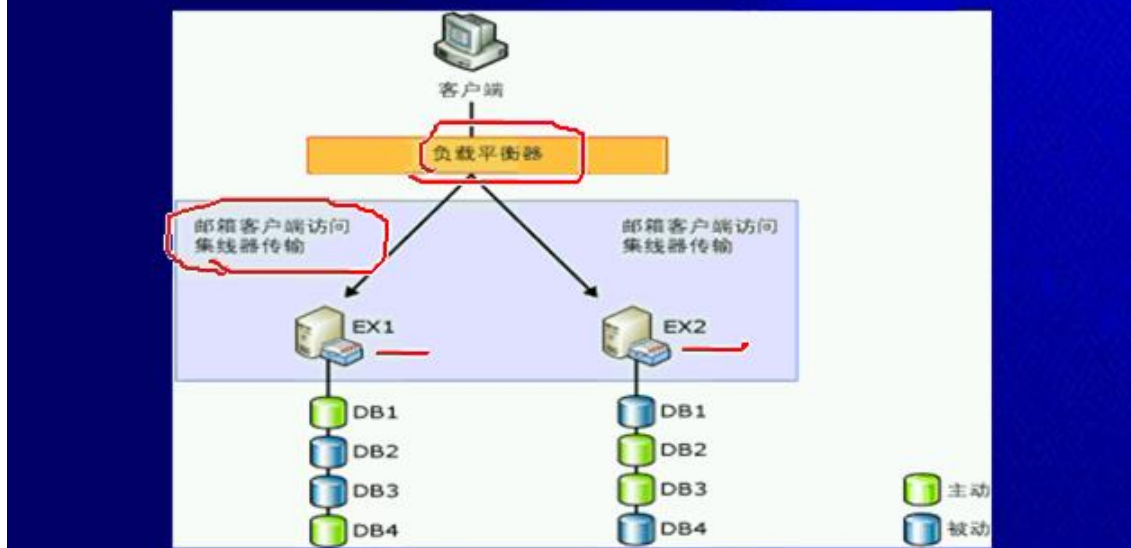 客户端
负载平衡器
邮箱客户端访问
集线器传输
邮箱客户端访问
集线器传输
EX1
EX2
DB1
DB2
DB3
DB4
DB1
DB2
DB3
DB4
主动
被动